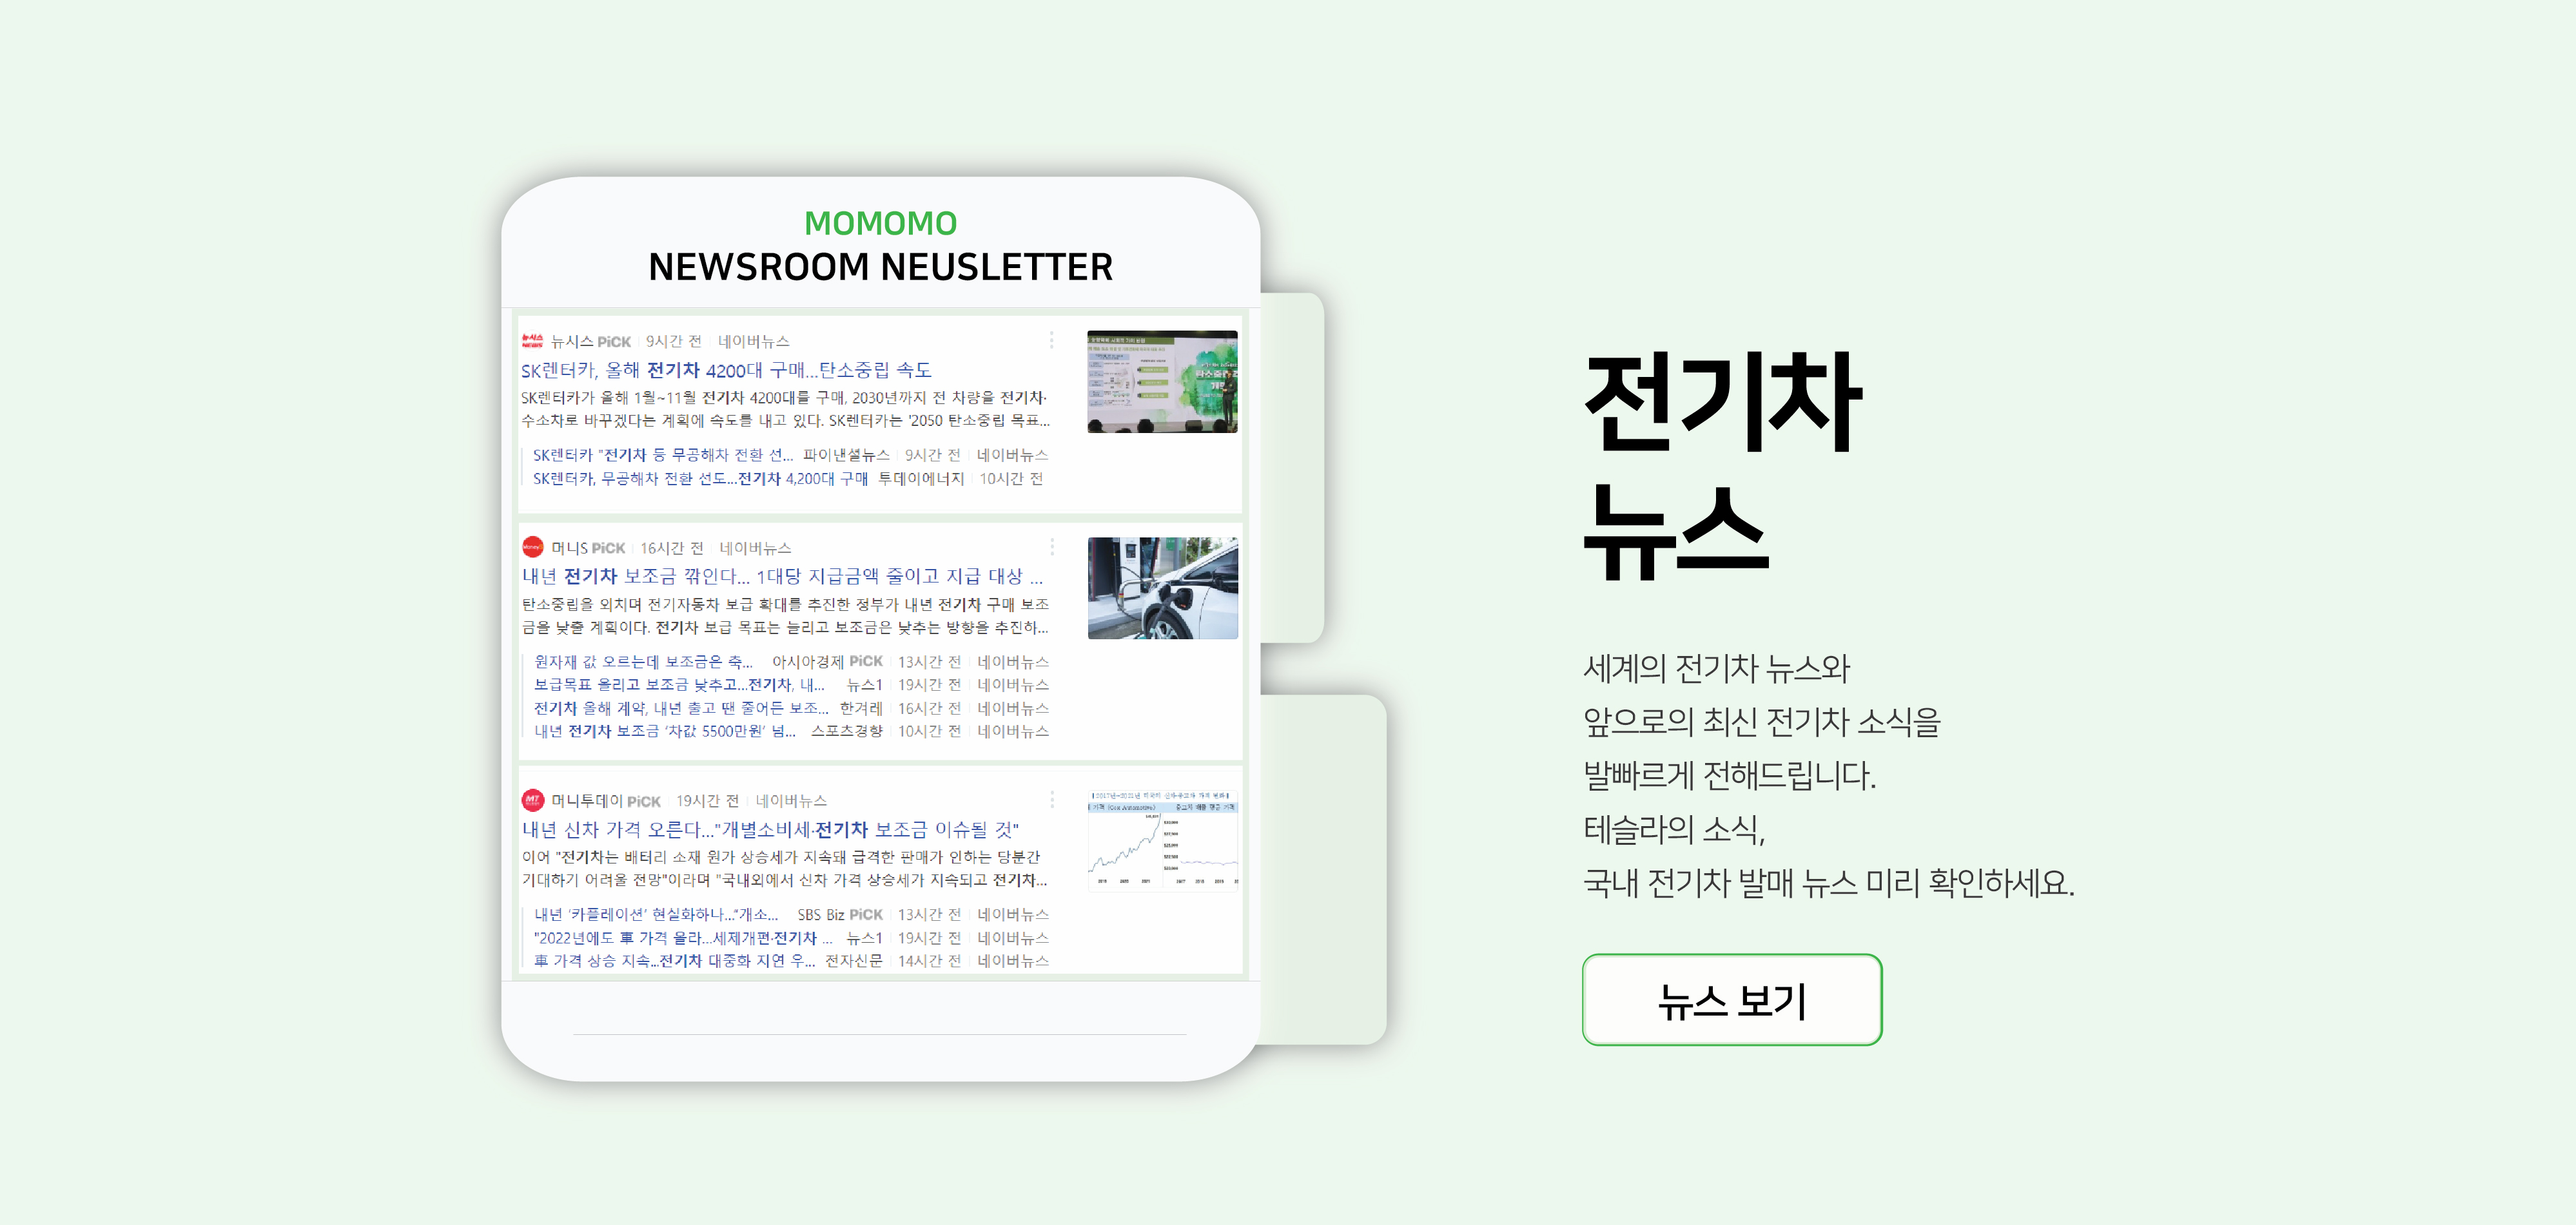 MOMOMO
NEWSROOM NEUSLETTER
뉴시스 NEWS 뉴시스 PiCK 9시간 전 네이버뉴스
SK렌터카, 올해 전기차 4200대 구매...탄소중립 속도
SK렌터카가 올해 1월~11월 전기차 4200대를 구매, 2030년까지 전 차량을 전기차·
수소차로 바꾸겠다는 계획에 속도를 내고 있다. SK렌터카는 '2050 탄소중립 목표...
SK렌터카 "전기차 등 무공해차 전환 선... 파이낸셜뉴스 9시간 전 네이버뉴스
SK렌터카, 무공해차 전환 선도...전기차 4,200대 구매 투데이에너지 10시간 전
MoneyS 머니S PiCK 16시간 전 네이버뉴스
내년 전기차 보조금 깎인다... 1대당 지급금액 줄이고 지급 대상 ...
탄소중립을 외치며 전기자동차 보급 확대를 추진한 정부가 내년 전기차 구매 보조
금을 낮출 계획이다. 전기차 보급 목표는 늘리고 보조금은 낮추는 방향을 추진하...
원자재 값 오르는데 보조금은 축... 아시아경제 PiCK 13시간 전 네이버뉴스
보급목표 올리고 보조금 낮추고...전기차, 내... 뉴스1 19시간 전 네이버뉴스
전기차 올해 계약, 내년 출고 땐 줄어든 보조... 한겨레 16시간 전 네이버뉴스
내년 전기차 보조금 ‘차값 5500만원’ 넘... 스포츠경향 10시간 전 네이버뉴스
MT 머니투데이 PiCK 19시간 전 네이버뉴스
내년 신차 가격 오른다..."개별소비세·전기차 보조금 이슈될 것"
이어 "전기차는 배터리 소재 원가 상승세가 지속돼 급격한 판매가 인하는 당분간
기대하기 어려울 전망"이라며 "국내외에서 신차 가격 상승세가 지속되고 전기차...
내년 ‘카플레이션’ 현실화하나..."개소... SBS Biz PiCK 13시간 전 네이버뉴스
"2022년에도 車 가격 올라...세제개편·전기차 ... 뉴스1 19시간 전 네이버뉴스
車 가격 상승 지속...전기차 대중화 지연 우... 전자신문 14시간 전 네이버뉴스
전기차
뉴스
세계의 전기차 뉴스와
앞으로의 최신 전기차 소식을
발빠르게 전해드립니다.
테슬라의 소식,
국내 전기차 발매 뉴스 미리 확인하세요.
뉴스 보기